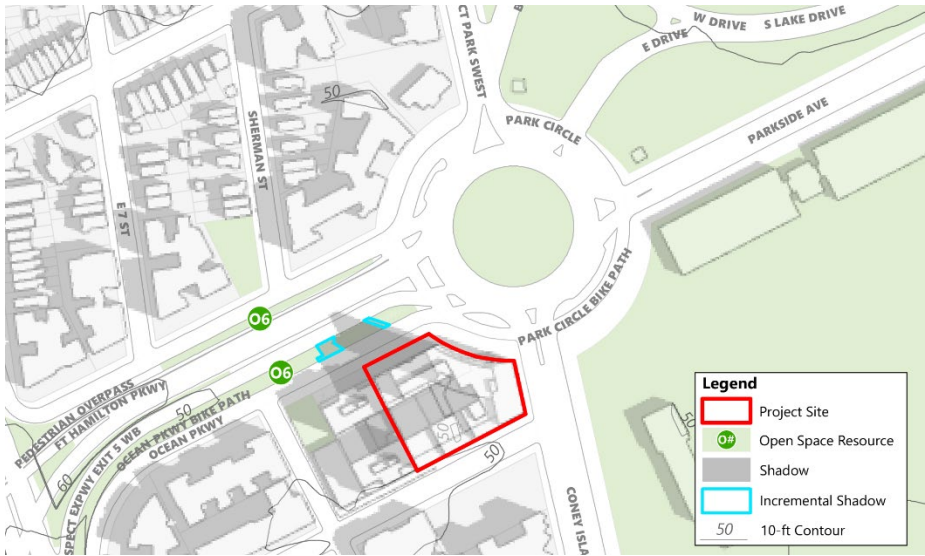 W DRIVE
S LAKE DRIVE
E DRIVE
CT PARK SWEST
B
PARK CIRCLE
PARKSIDE AVE
50
SHERMAN ST
E 7 ST
PARK CIRCLE BIKE PATH
O6
O6
PEDESTRIAN OVERPASS
FT HAMILTON PKWY
50
OCEAN PKWY BIKE PATH
OCEAN PKWY
SPECT EXPWY EXIT 5 WB
60
50
50
CONEY ISLA
50
Legend
Project Site
O# Open Space Resource
Shadow
Incremental Shadow
50 10-ft Contour